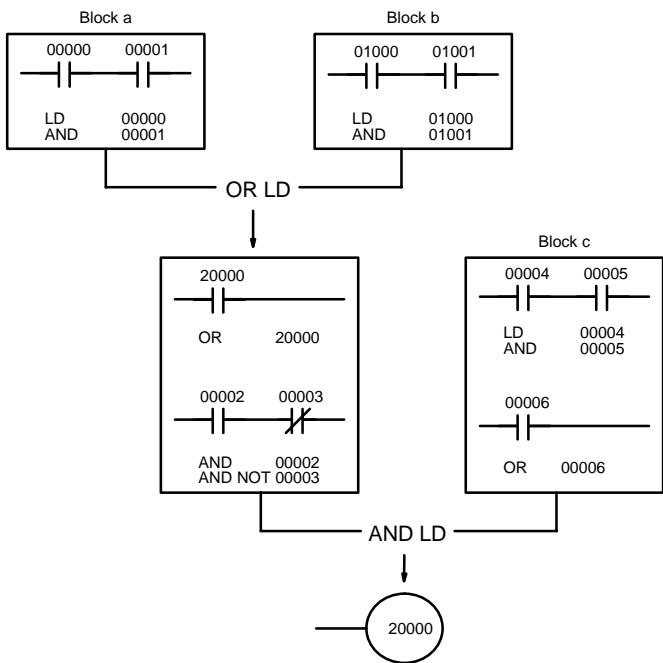 Block a
00000 00001
LD 00000
AND 00001
Block b
01000 01001
LD 01000
AND 01001
OR LD
20000
OR 20000
00002 00003
AND 00002
AND NOT 00003
Block c
00004 00005
LD 00004
AND 00005
00006
OR 00006
AND LD
20000